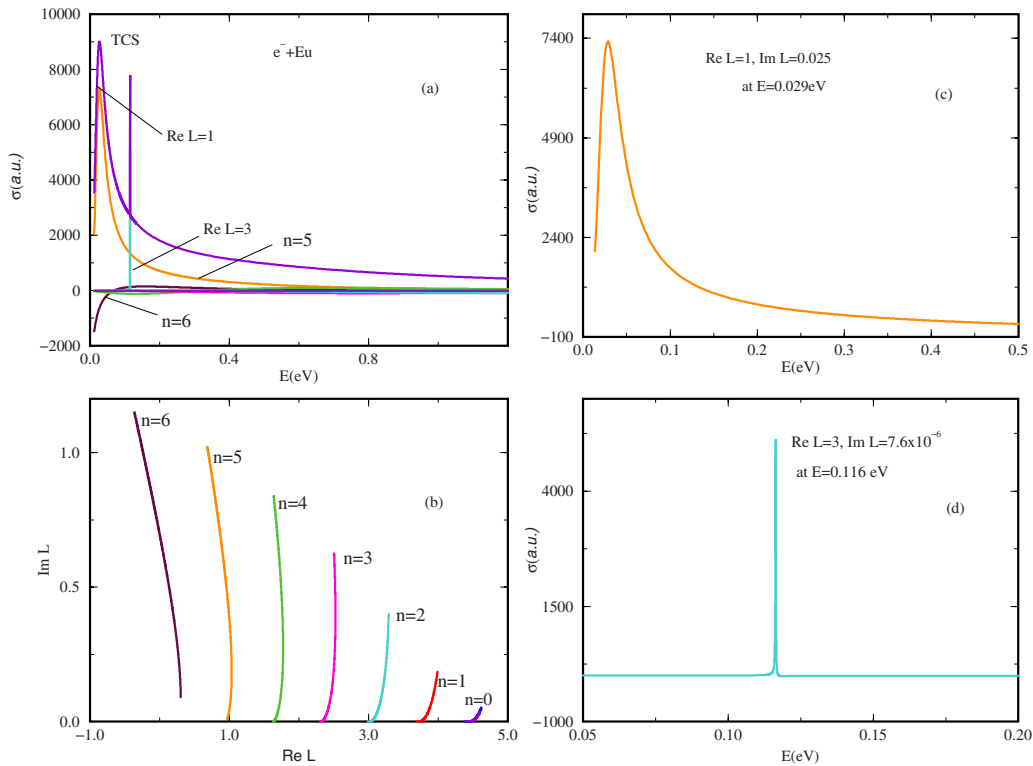 10000
8000
6000
4000
2000
0
−2000
σ(a.u.)
TCS
e⁻+Eu
(a)
Re L=1
Re L=3
n=5
n=6
0.0
0.4
0.8
E(eV)
7400
4900
2400
−100
σ(a.u.)
Re L=1, Im L=0.025
at E=0.029eV
(c)
0.0
0.1
0.2
0.3
0.4
0.5
E(eV)
1.0
0.5
0.0
Im L
n=6
n=5
n=4
n=3
n=2
n=1
n=0
(b)
−1.0
1.0
3.0
5.0
Re L
4000
1500
−1000
σ(a.u.)
Re L=3, Im L=7.6x10⁻⁶
at E=0.116 eV
(d)
0.05
0.10
0.15
0.20
E(eV)